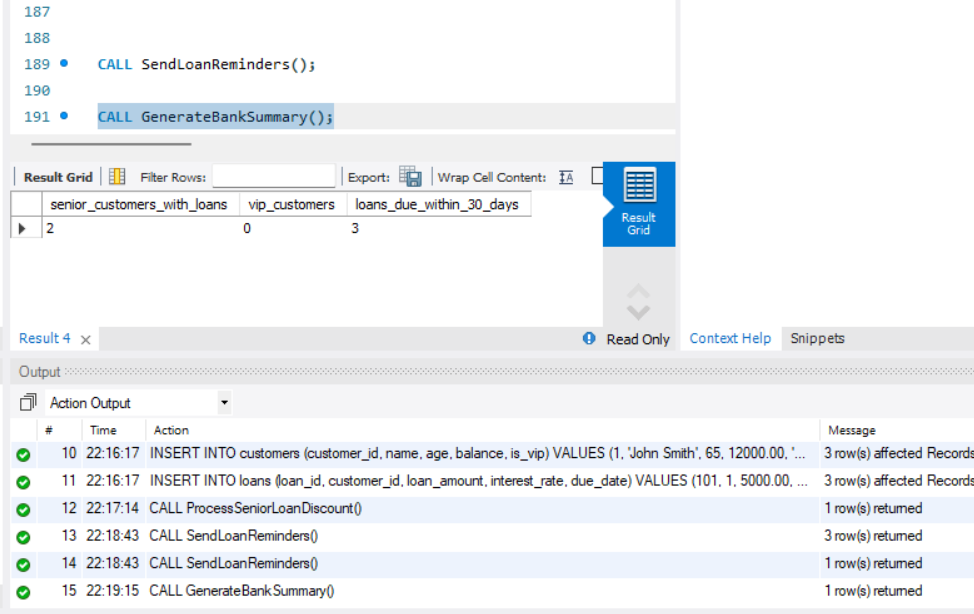 187
188
189 CALL SendLoanReminders();
190
191 CALL GenerateBankSummary();
Result Grid Filter Rows: Export: Wrap Cell Content: IA
senior_customers_with_loans vip_customers loans_due_within_30_days
2 0 3
Result Grid
Result 4 x Read Only Context Help Snippets
Output
Action Output
# Time Action Message
10 22:16:17 INSERT INTO customers (customer_id, name, age, balance, is_vip) VALUES (1, 'John Smith', 65, 12000.00, '... 3 row(s) affected Records
11 22:16:17 INSERT INTO loans (loan_id, customer_id, loan_amount, interest_rate, due_date) VALUES (101, 1, 5000.00, ... 3 row(s) affected Records
12 22:17:14 CALL ProcessSeniorLoanDiscount() 1 row(s) returned
13 22:18:43 CALL SendLoanReminders() 3 row(s) returned
14 22:18:43 CALL SendLoanReminders() 1 row(s) returned
15 22:19:15 CALL GenerateBankSummary() 1 row(s) returned